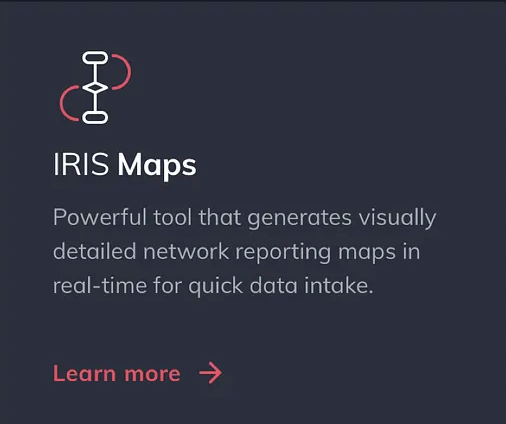 IRIS Maps
Powerful tool that generates visually
detailed network reporting maps in
real-time for quick data intake.
Learn more